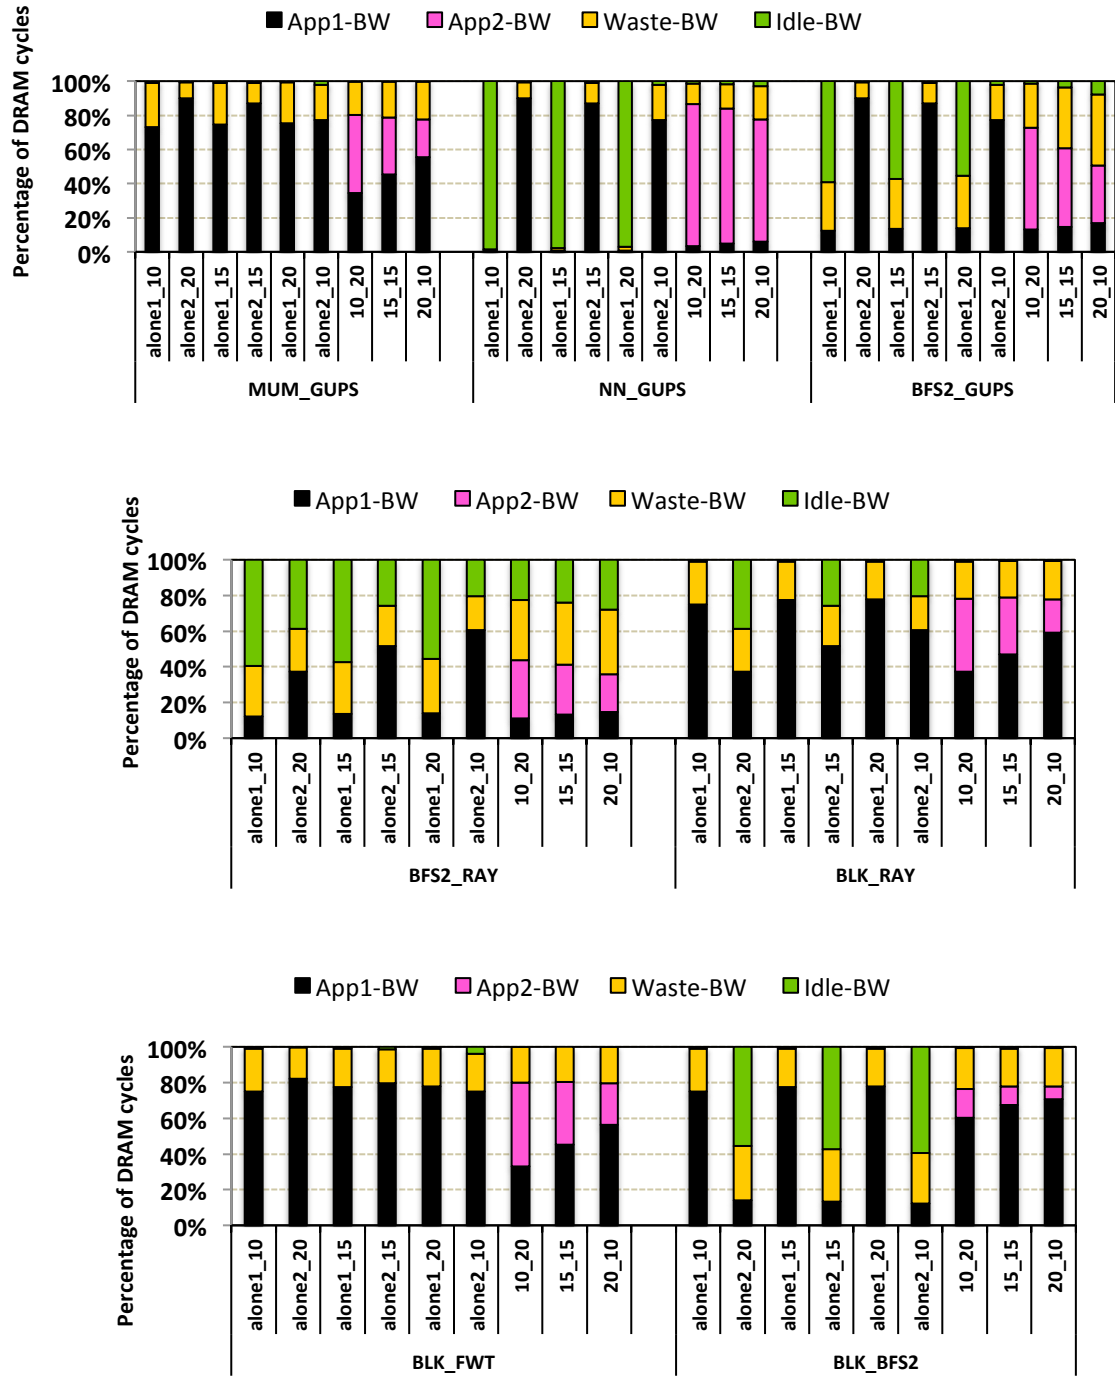 App1-BW App2-BW Waste-BW Idle-BW
Percentage of DRAM cycles
100%
80%
60%
40%
20%
0%
alone1_10 alone2_20 alone1_15 alone2_15 alone1_20 alone2_10 10_20 15_15 20_10 alone1_10 alone2_20 alone1_15 alone2_15 alone1_20 alone2_10 10_20 15_15 20_10 alone1_10 alone2_20 alone1_15 alone2_15 alone1_20 alone2_10 10_20 15_15 20_10
MUM_GUPS NN_GUPS BFS2_GUPS
App1-BW App2-BW Waste-BW Idle-BW
Percentage of DRAM cycles
100%
80%
60%
40%
20%
0%
alone1_10 alone2_20 alone1_15 alone2_15 alone1_20 alone2_10 10_20 15_15 20_10 alone1_10 alone2_20 alone1_15 alone2_15 alone1_20 alone2_10 10_20 15_15 20_10
BFS2_RAY BLK_RAY
App1-BW App2-BW Waste-BW Idle-BW
Percentage of DRAM cycles
100%
80%
60%
40%
20%
0%
alone1_10 alone2_20 alone1_15 alone2_15 alone1_20 alone2_10 10_20 15_15 20_10 alone1_10 alone2_20 alone1_15 alone2_15 alone1_20 alone2_10 10_20 15_15 20_10
BLK_FWT BLK_BFS2